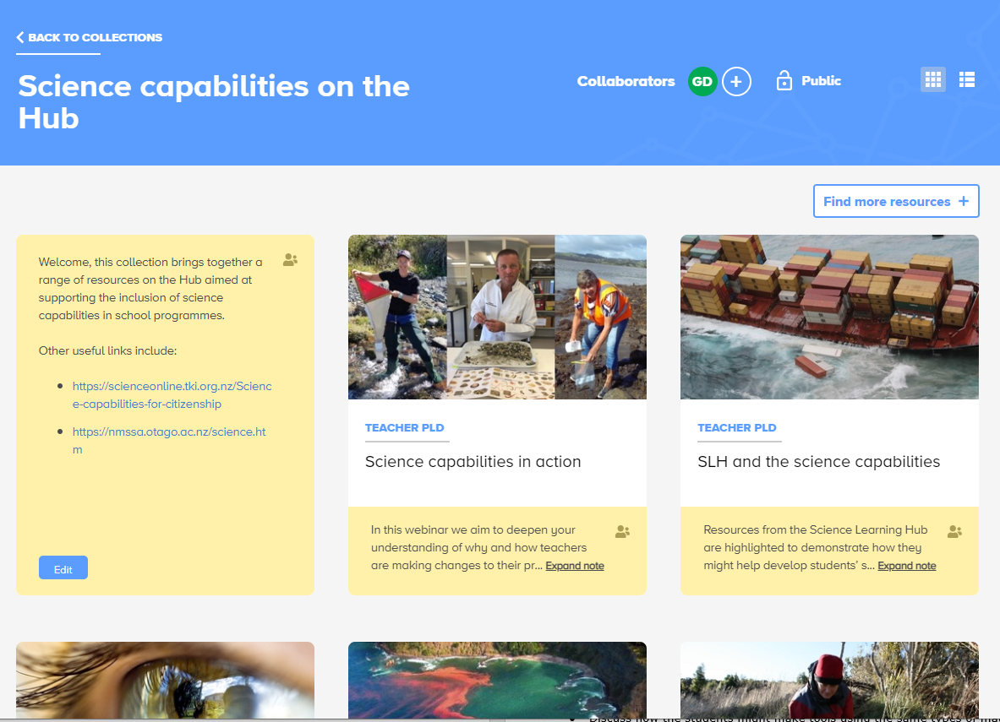 BACK TO COLLECTIONS
Science capabilities on the
Hub
Collaborators GD + Public
Find more resources +
Welcome, this collection brings together a
range of resources on the Hub aimed at
supporting the inclusion of science
capabilities in school programmes.
Other useful links include:
• https://scienceonline.tki.org.nz/Scienc
e-capabilities-for-citizenship
• https://nmssa.otago.ac.nz/science.ht
m
Edit
TEACHER PLD
Science capabilities in action
In this webinar we aim to deepen your
understanding of why and how teachers
are making changes to their pr... Expand note
TEACHER PLD
SLH and the science capabilities
Resources from the Science Learning Hub
are highlighted to demonstrate how they
might help develop students’ s... Expand note
• Discuss how the students might make tools using the same types of